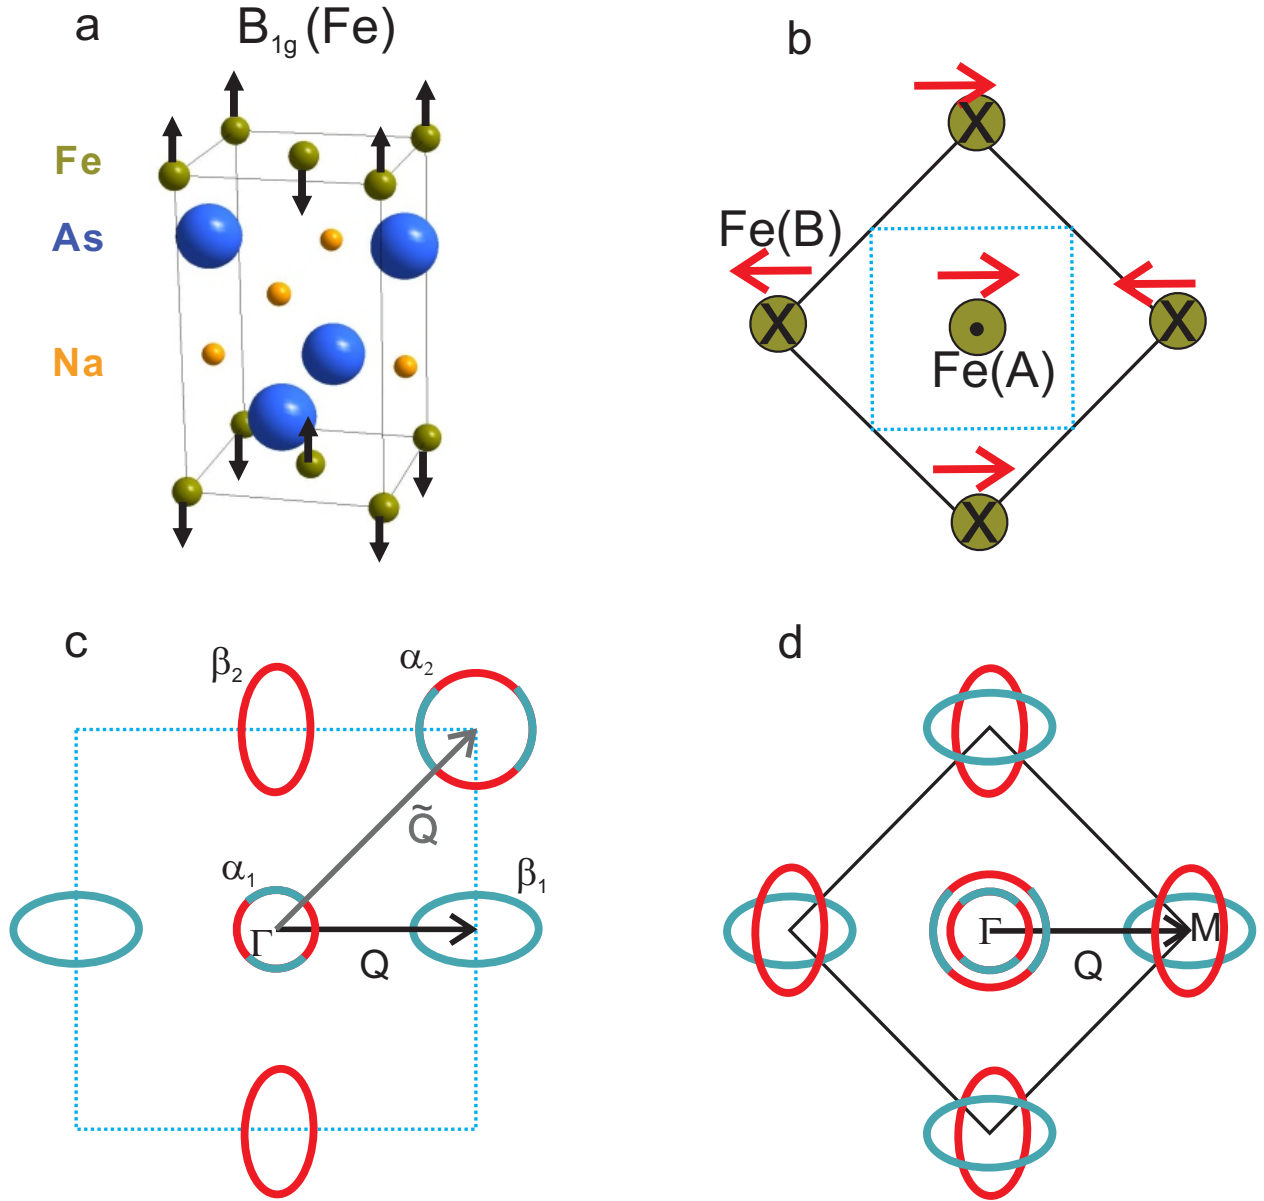 a
B1g (Fe)
Fe
As
Na
b
X
Fe(B)
X
X
Fe(A)
X
c
β2
α2
Q̃
α1
β1
Γ
Q
d
Γ
M
Q